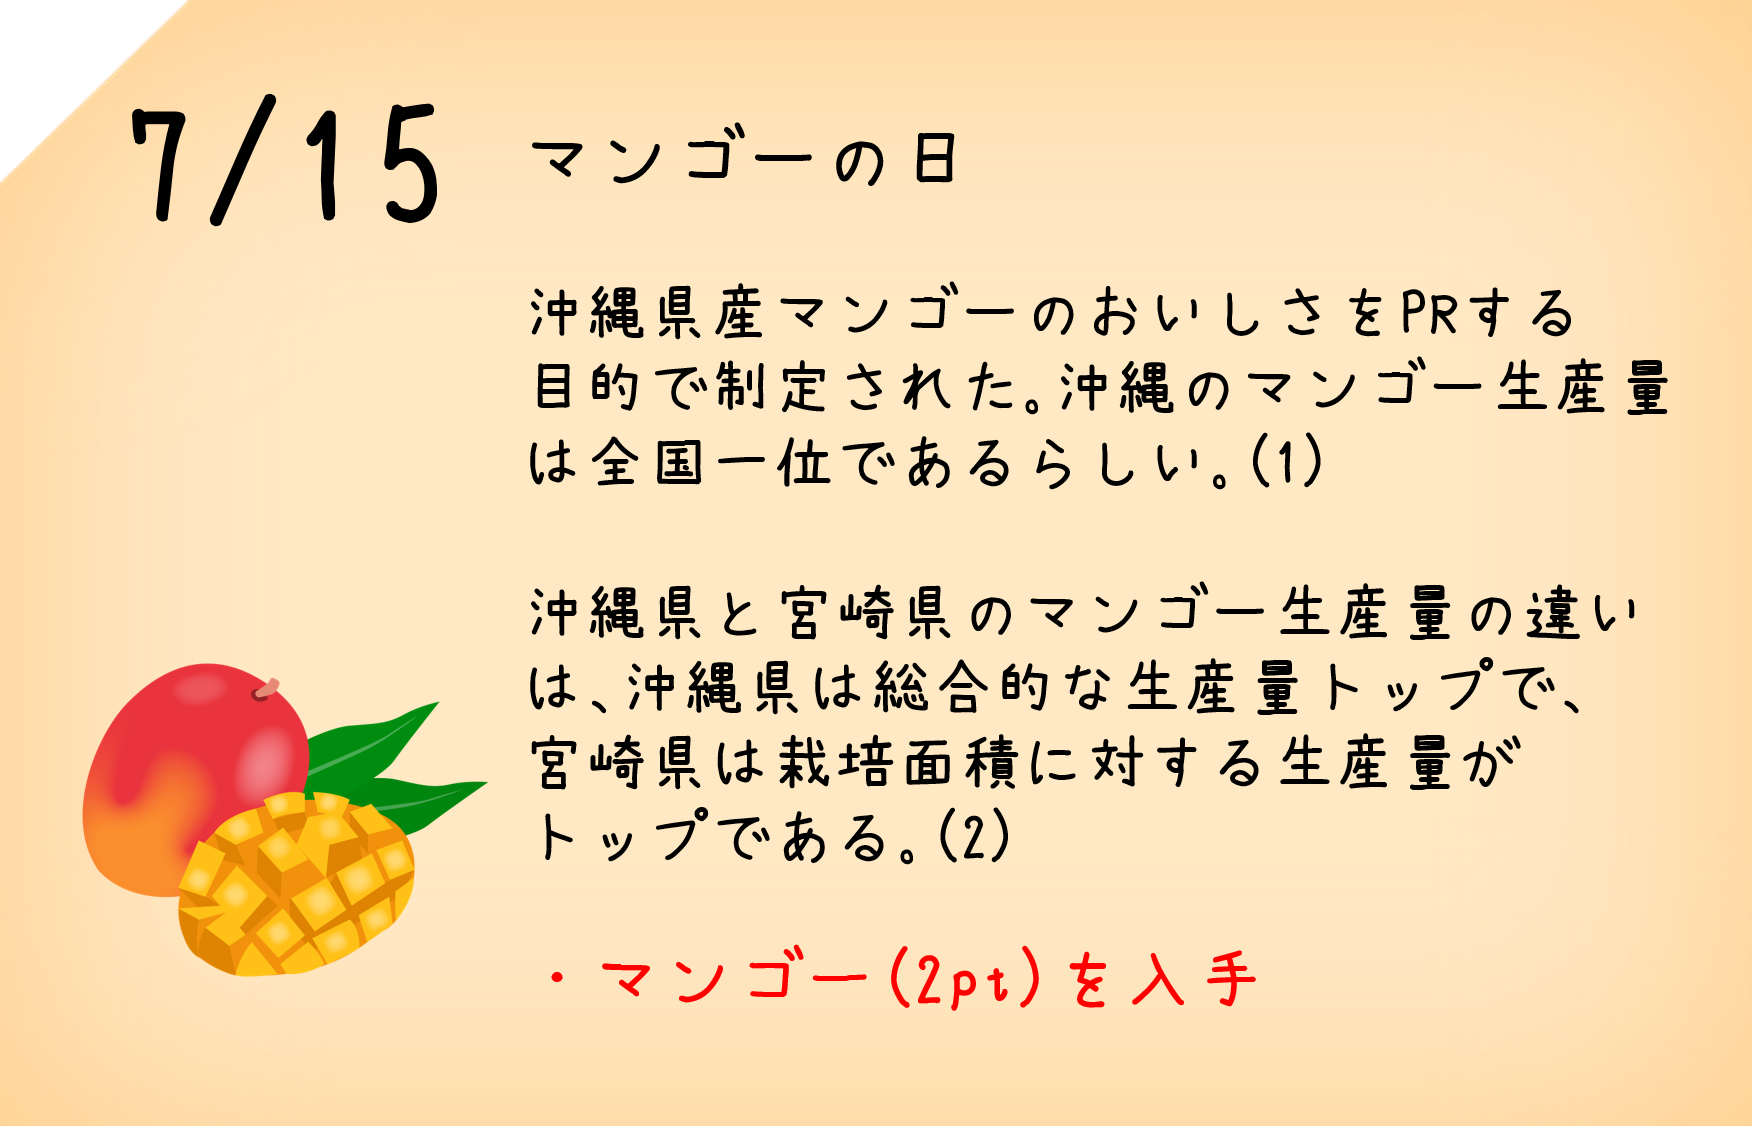 7/15
マンゴーの日
沖縄県産マンゴーのおいしさをPRする
目的で制定された。沖縄のマンゴー生産量
は全国一位であるらしい。(1)
沖縄県と宮崎県のマンゴー生産量の違い
は、沖縄県は総合的な生産量トップで、
宮崎県は栽培面積に対する生産量が
トップである。(2)
・マンゴー(2pt)を入手